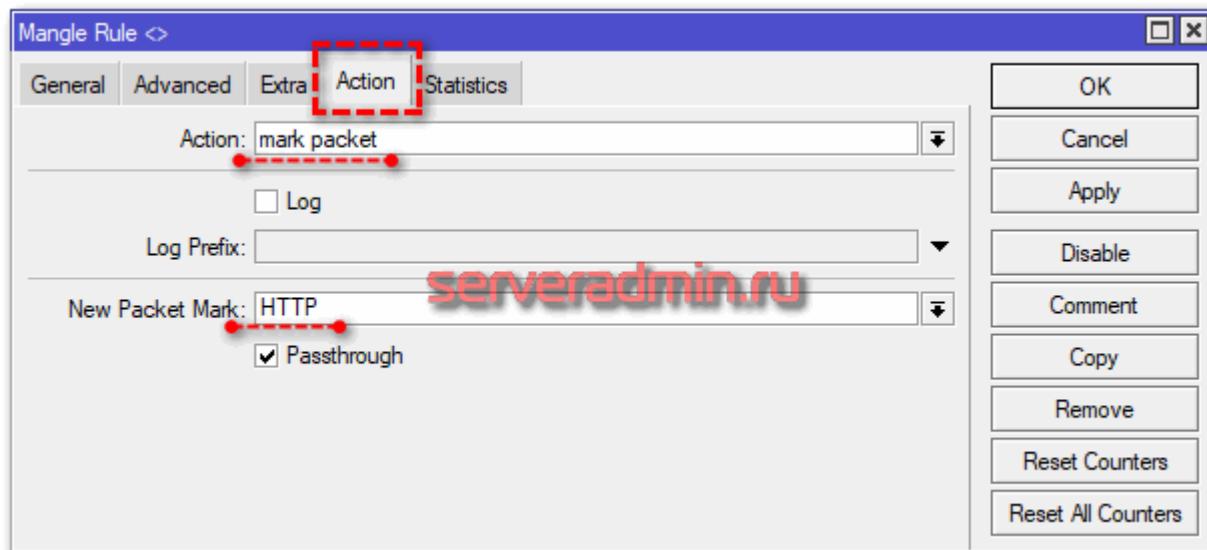 Mangle Rule <>
General Advanced Extra Action Statistics
OK
Action: mark packet
Cancel
Log
Apply
Log Prefix:
Disable
serveradmin.ru
New Packet Mark: HTTP
Comment
Passthrough
Copy
Remove
Reset Counters
Reset All Counters